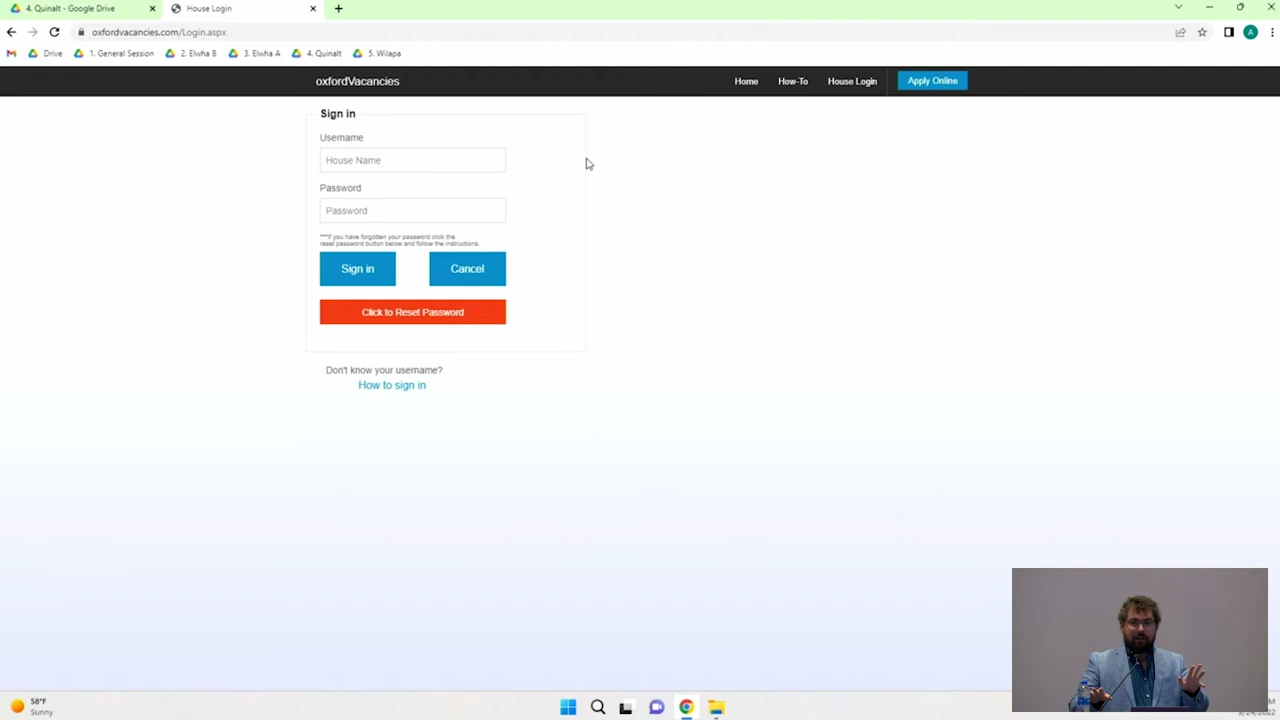 4. Quinalt - Google Drive
House Login
oxfordvacancies.com/Login.aspx
A
Drive
1. General Session
2. Elwha B
3. Elwha A
4. Quinalt
5. Wilapa
oxfordVacancies
Home
How-To
House Login
Apply Online
Sign in
Username
House Name
Password
Password
***If you have forgotten your password click the
reset password button below and follow the instructions.
Sign in
Cancel
Click to Reset Password
Don't know your username?
How to sign in
58°F
Sunny